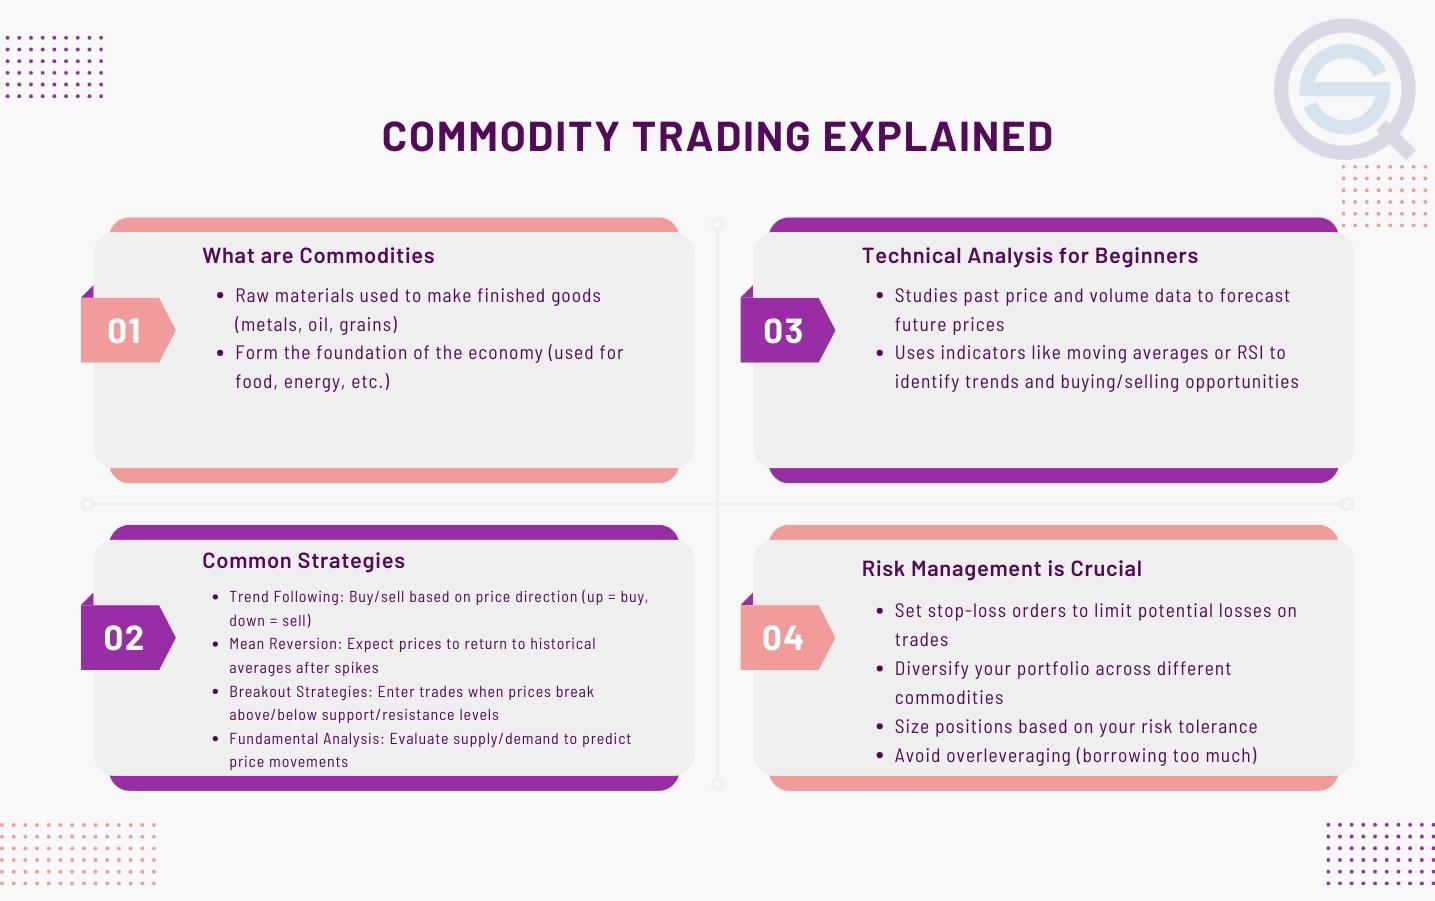 COMMODITY TRADING EXPLAINED
01
What are Commodities
• Raw materials used to make finished goods
(metals, oil, grains)
• Form the foundation of the economy (used for
food, energy, etc.)
02
Common Strategies
• Trend Following: Buy/sell based on price direction (up = buy,
down = sell)
• Mean Reversion: Expect prices to return to historical
averages after spikes
• Breakout Strategies: Enter trades when prices break
above/below support/resistance levels
• Fundamental Analysis: Evaluate supply/demand to predict
price movements
03
Technical Analysis for Beginners
• Studies past price and volume data to forecast
future prices
• Uses indicators like moving averages or RSI to
identify trends and buying/selling opportunities
04
Risk Management is Crucial
• Set stop-loss orders to limit potential losses on
trades
• Diversify your portfolio across different
commodities
• Size positions based on your risk tolerance
• Avoid overleveraging (borrowing too much)